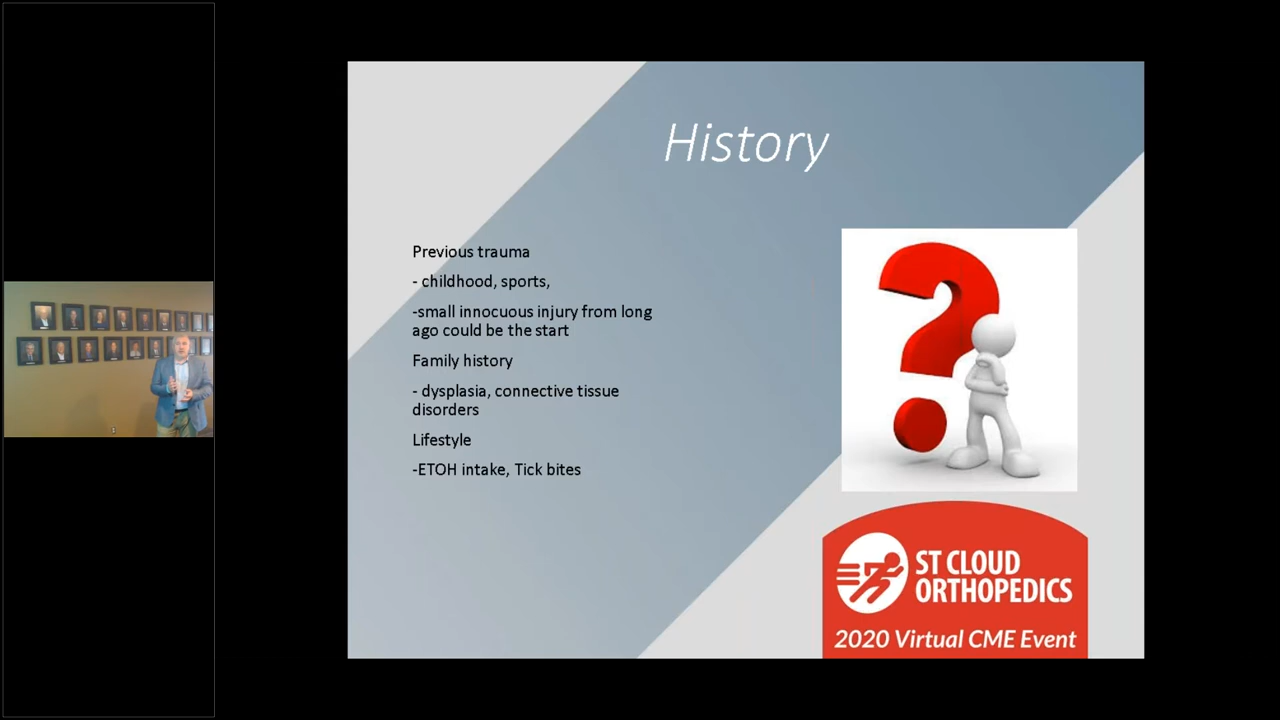 History
Previous trauma
- childhood, sports,
-small innocuous injury from long
ago could be the start
Family history
- dysplasia, connective tissue
disorders
Lifestyle
-ETOH intake, Tick bites
ST CLOUD
ORTHOPEDICS
2020 Virtual CME Event